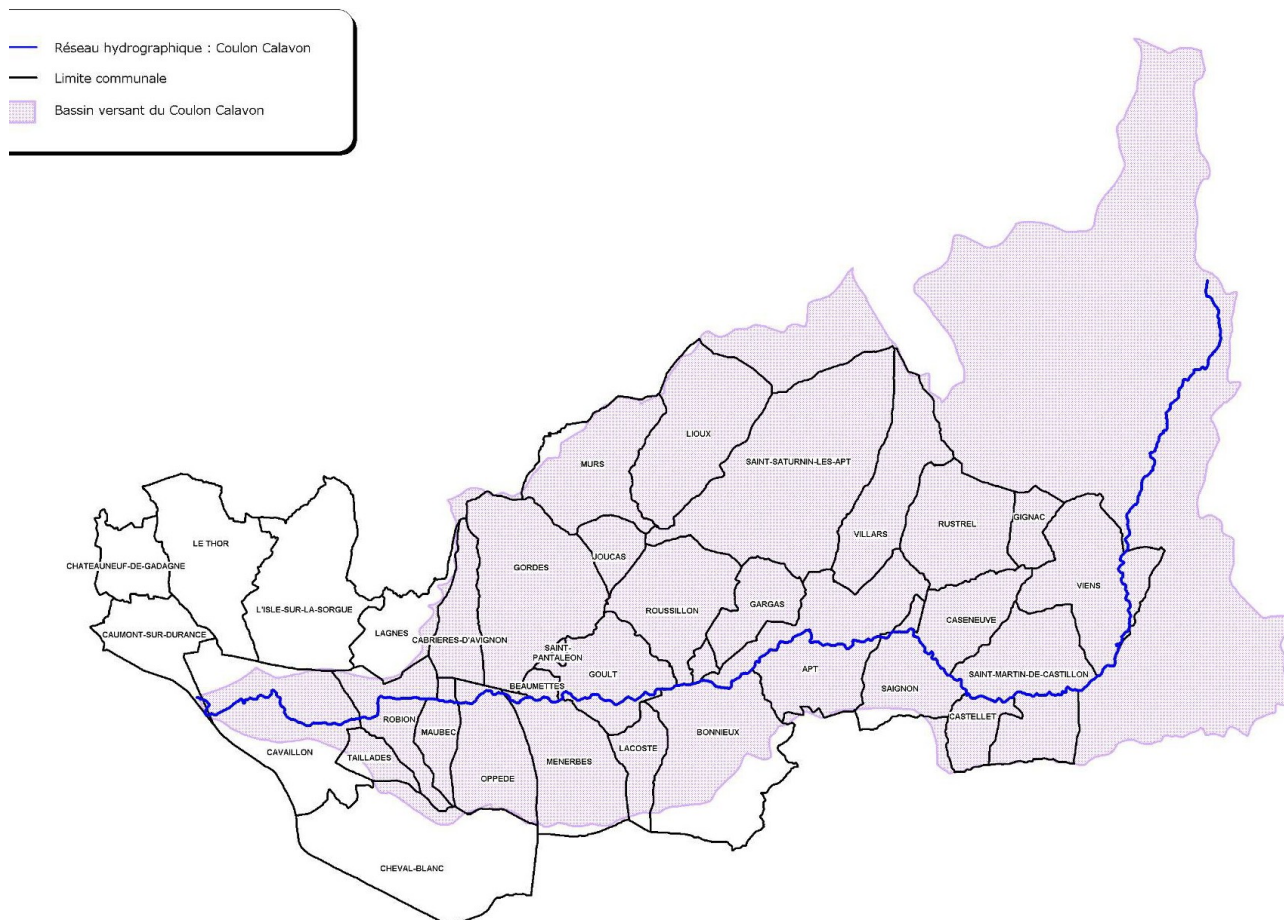 Réseau hydrographique : Coulon Calavon
Limite communale
Bassin versant du Coulon Calavon
LIOUX
SAINT-SATURNIN-LES-APT
MURS
RUSTREL
GIGNAC
LE THOR
VILLARS
JOUCAS
CHATEAUNEUF-DE-GADAGNE
GORDES
VIENS
GARGAS
L'ISLE-SUR-LA-SORGUE
ROUSSILLON
CASENEUVE
LAGNES
CAUMONT-SUR-DURANCE
CABRIERES-D'AVIGNON
SAINT-
PANTALÉON
GOULT
APT
SAINT-MARTIN-DE-CASTILLON
BEAUMETTES
SAIGNON
CASTELLET
ROBION
MAUBEC
BONNIEUX
CAVAILLON
LACOSTE
TAILLADES
MENERBES
OPPEDE
CHEVAL-BLANC